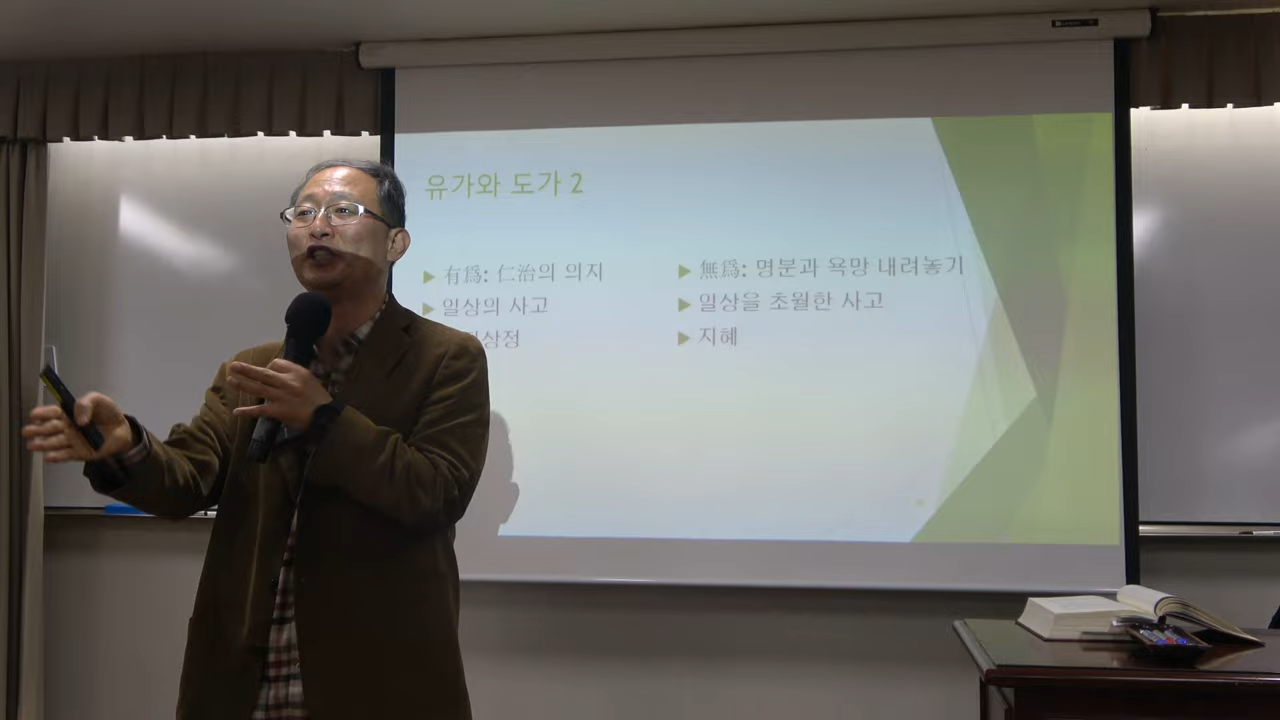 유가와 도가 2
有爲: 仁治의 의지
일상의 사고
상정
無爲: 명분과 욕망 내려놓기
일상을 초월한 사고
지혜